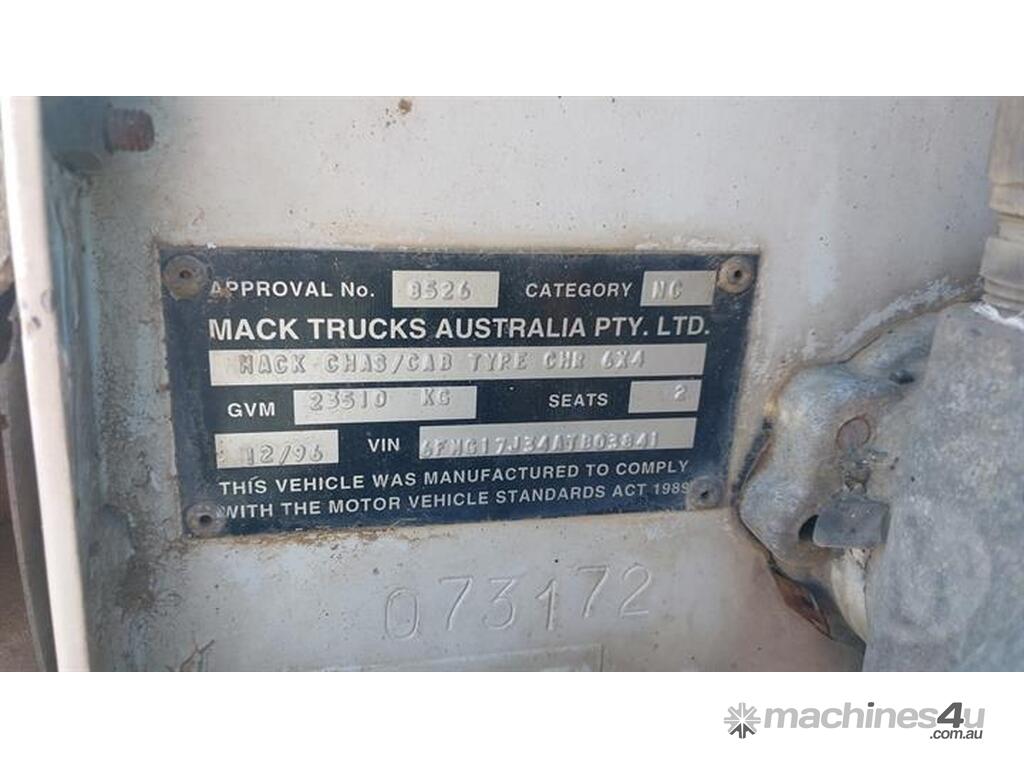 APPROVAL No. 8526 CATEGORY NC
MACK TRUCKS AUSTRALIA PTY. LTD.
MACK CHAS/CAB TYPE CHR 6X4
GVM 23510 KG SEATS 2
12/96 VIN 6FMG17J34ATB03841
THIS VEHICLE WAS MANUFACTURED TO COMPLY
WITH THE MOTOR VEHICLE STANDARDS ACT 1989
073172
machines4u
.com.au